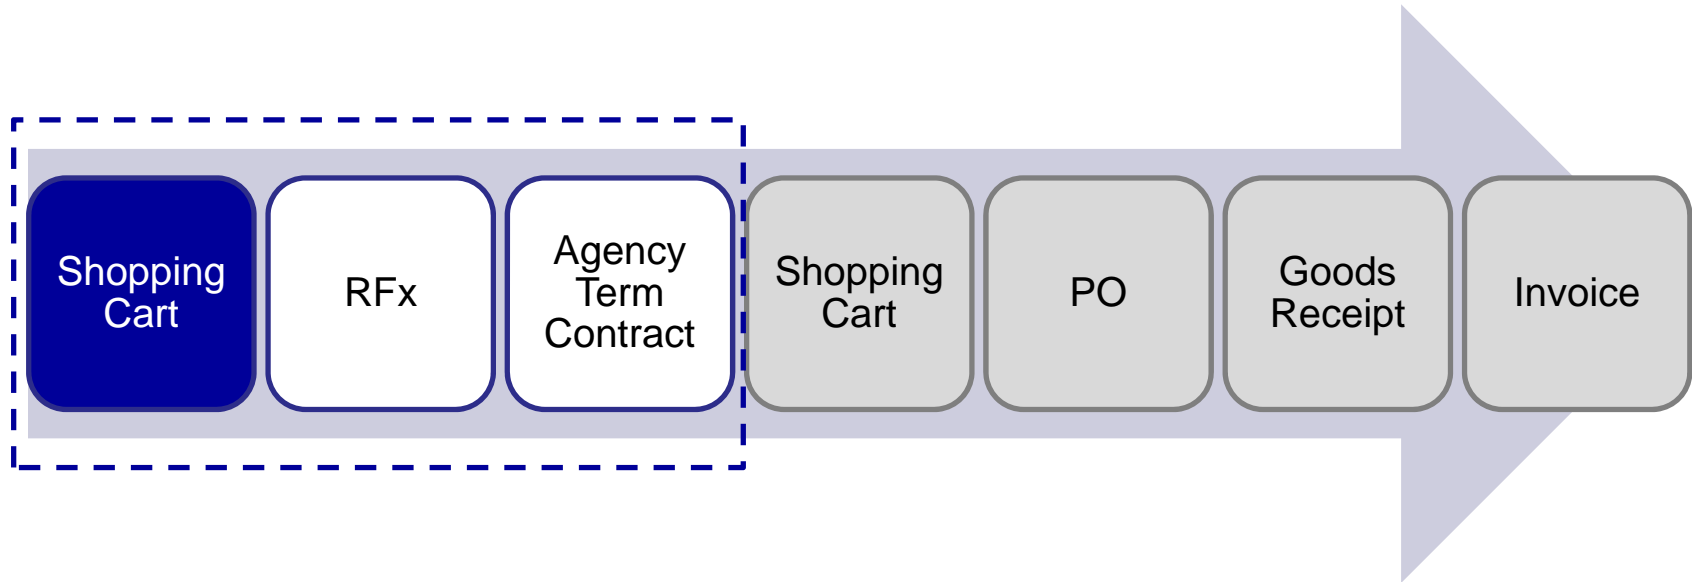 Shopping
Cart
RFx
Agency
Term
Contract
Shopping
Cart
PO
Goods
Receipt
Invoice